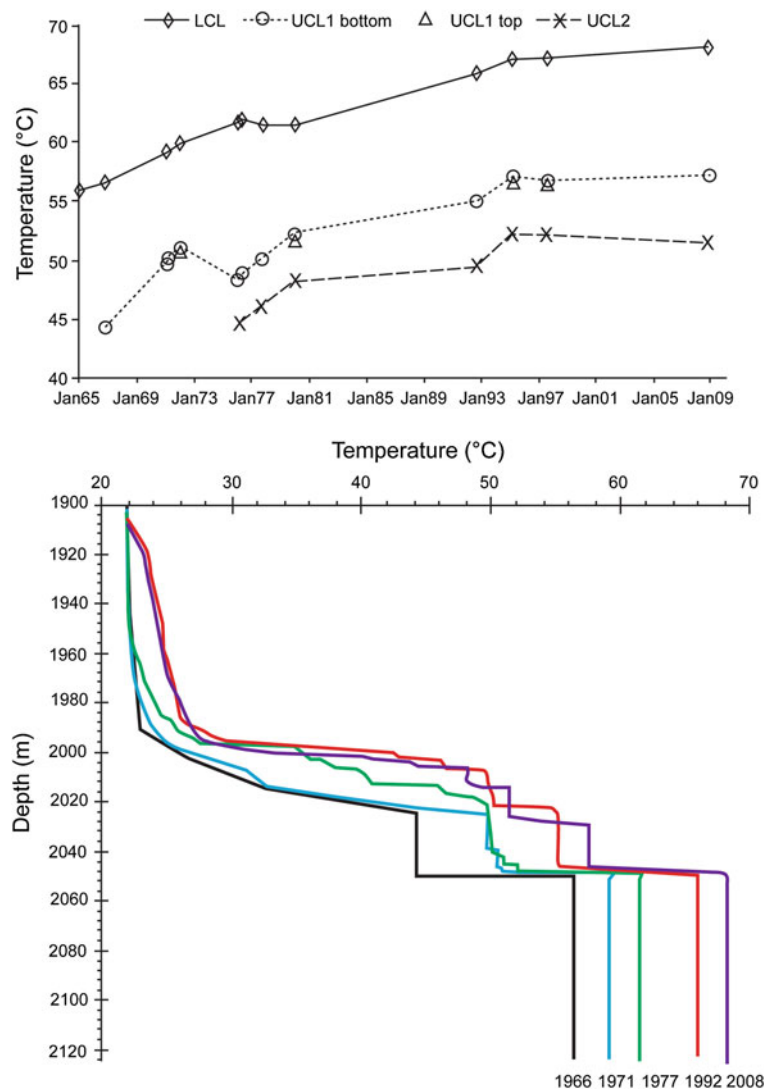 70
LCL UCL1 bottom UCL1 top UCL2
65
60
55
50
45
40
Temperature (°C)
Jan65 Jan69 Jan73 Jan77 Jan81 Jan85 Jan89 Jan93 Jan97 Jan01 Jan05 Jan09
Temperature (°C)
20 30 40 50 60 70
1900
1920
1940
1960
1980
2000
2020
2040
2060
2080
2100
2120
Depth (m)
1966 1971 1977 1992 2008